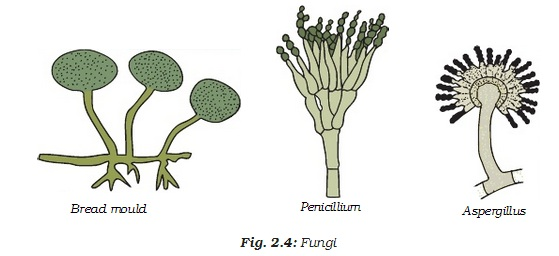 Bread mould
Penicillium
Aspergillus
Fig. 2.4: Fungi